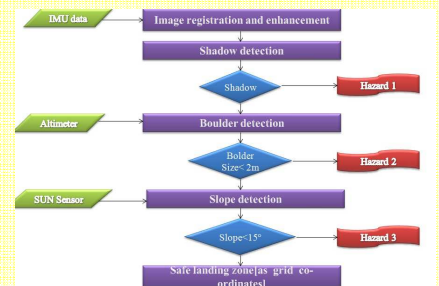 IMU data
Image registration and enhancement
Shadow detection
Shadow
Hazard 1
Altimeter
Boulder detection
Bolder
Size< 2m
Hazard 2
SUN Sensor
Slope detection
Slope<15°
Hazard 3
Safe landing zone[as grid co-
ordinates]